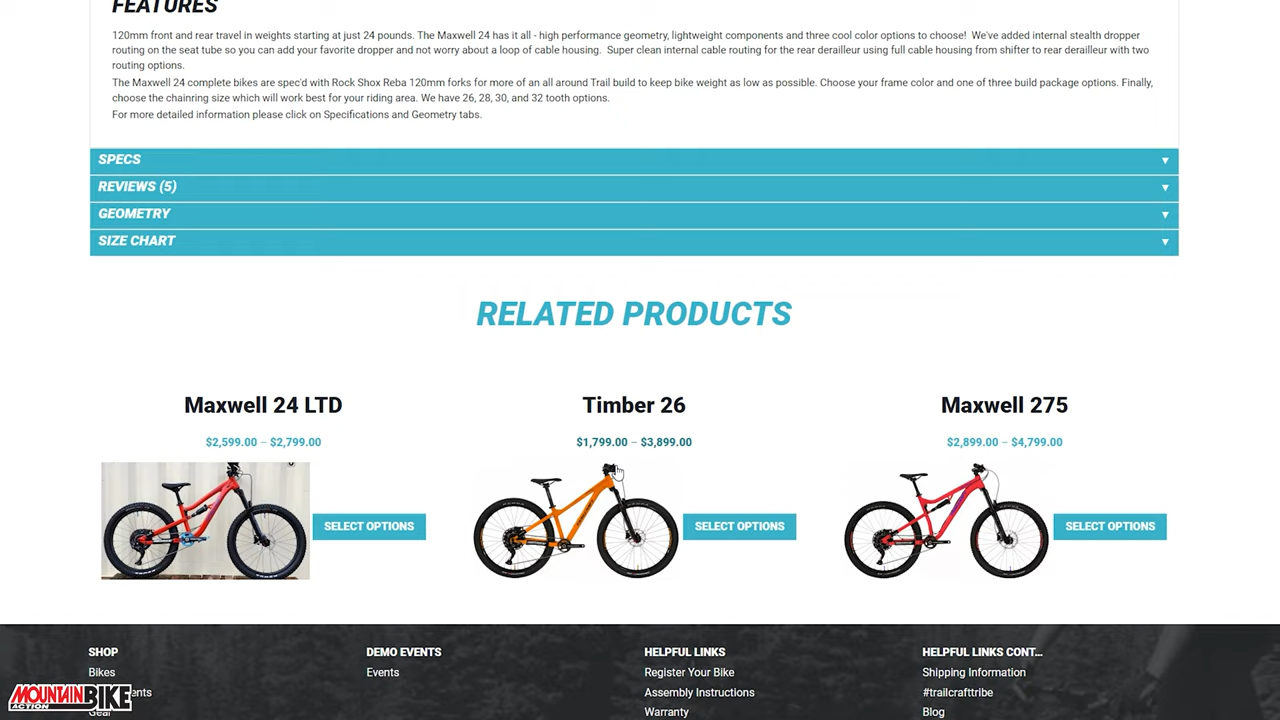 FEATURES
120mm front and rear travel in weights starting at just 24 pounds. The Maxwell 24 has it all - high performance geometry, lightweight components and three cool color options to choose! We've added internal stealth dropper
routing on the seat tube so you can add your favorite dropper and not worry about a loop of cable housing. Super clean internal cable routing for the rear derailleur using full cable housing from shifter to rear derailleur with two
routing options.
The Maxwell 24 complete bikes are spec'd with Rock Shox Reba 120mm forks for more of an all around Trail build to keep bike weight as low as possible. Choose your frame color and one of three build package options. Finally,
choose the chainring size which will work best for your riding area. We have 26, 28, 30, and 32 tooth options.
For more detailed information please click on Specifications and Geometry tabs.
SPECS
REVIEWS (5)
GEOMETRY
SIZE CHART
RELATED PRODUCTS
Maxwell 24 LTD
$2,599.00 – $2,799.00
SELECT OPTIONS
Timber 26
$1,799.00 – $3,899.00
SELECT OPTIONS
Maxwell 275
$2,899.00 – $4,799.00
SELECT OPTIONS
SHOP
Bikes
Gear
DEMO EVENTS
Events
HELPFUL LINKS
Register Your Bike
Assembly Instructions
Warranty
HELPFUL LINKS CONT...
Shipping Information
#trailcrafttribe
Blog
MOUNTAIN BIKE
ACTION